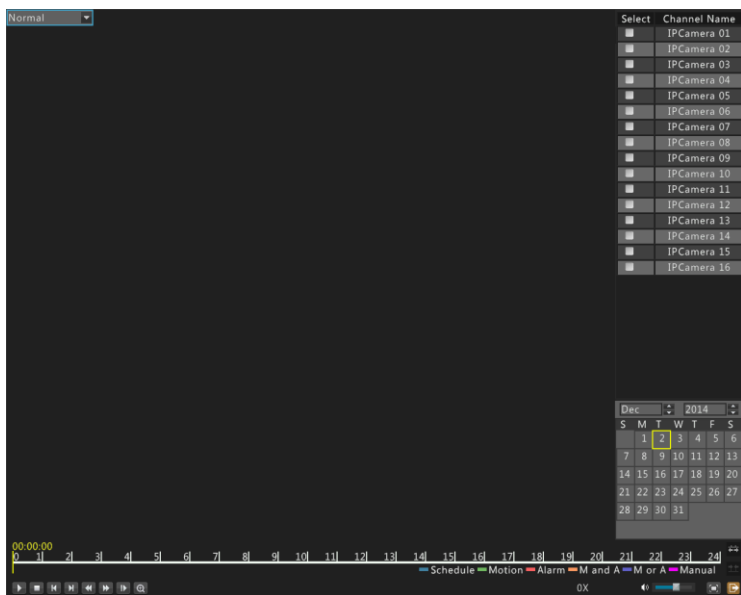 Normal
Select Channel Name
IPCamera 01
IPCamera 02
IPCamera 03
IPCamera 04
IPCamera 05
IPCamera 06
IPCamera 07
IPCamera 08
IPCamera 09
IPCamera 10
IPCamera 11
IPCamera 12
IPCamera 13
IPCamera 14
IPCamera 15
IPCamera 16
Dec 2014
S M T W T F S
1 2 3 4 5 6
7 8 9 10 11 12 13
14 15 16 17 18 19 20
21 22 23 24 25 26 27
28 29 30 31
00:00:00
0 1 2 3 4 5 6 7 8 9 10 11 12 13 14 15 16 17 18 19 20 21 22 23 24
Schedule Motion Alarm M and A M or A Manual
0X